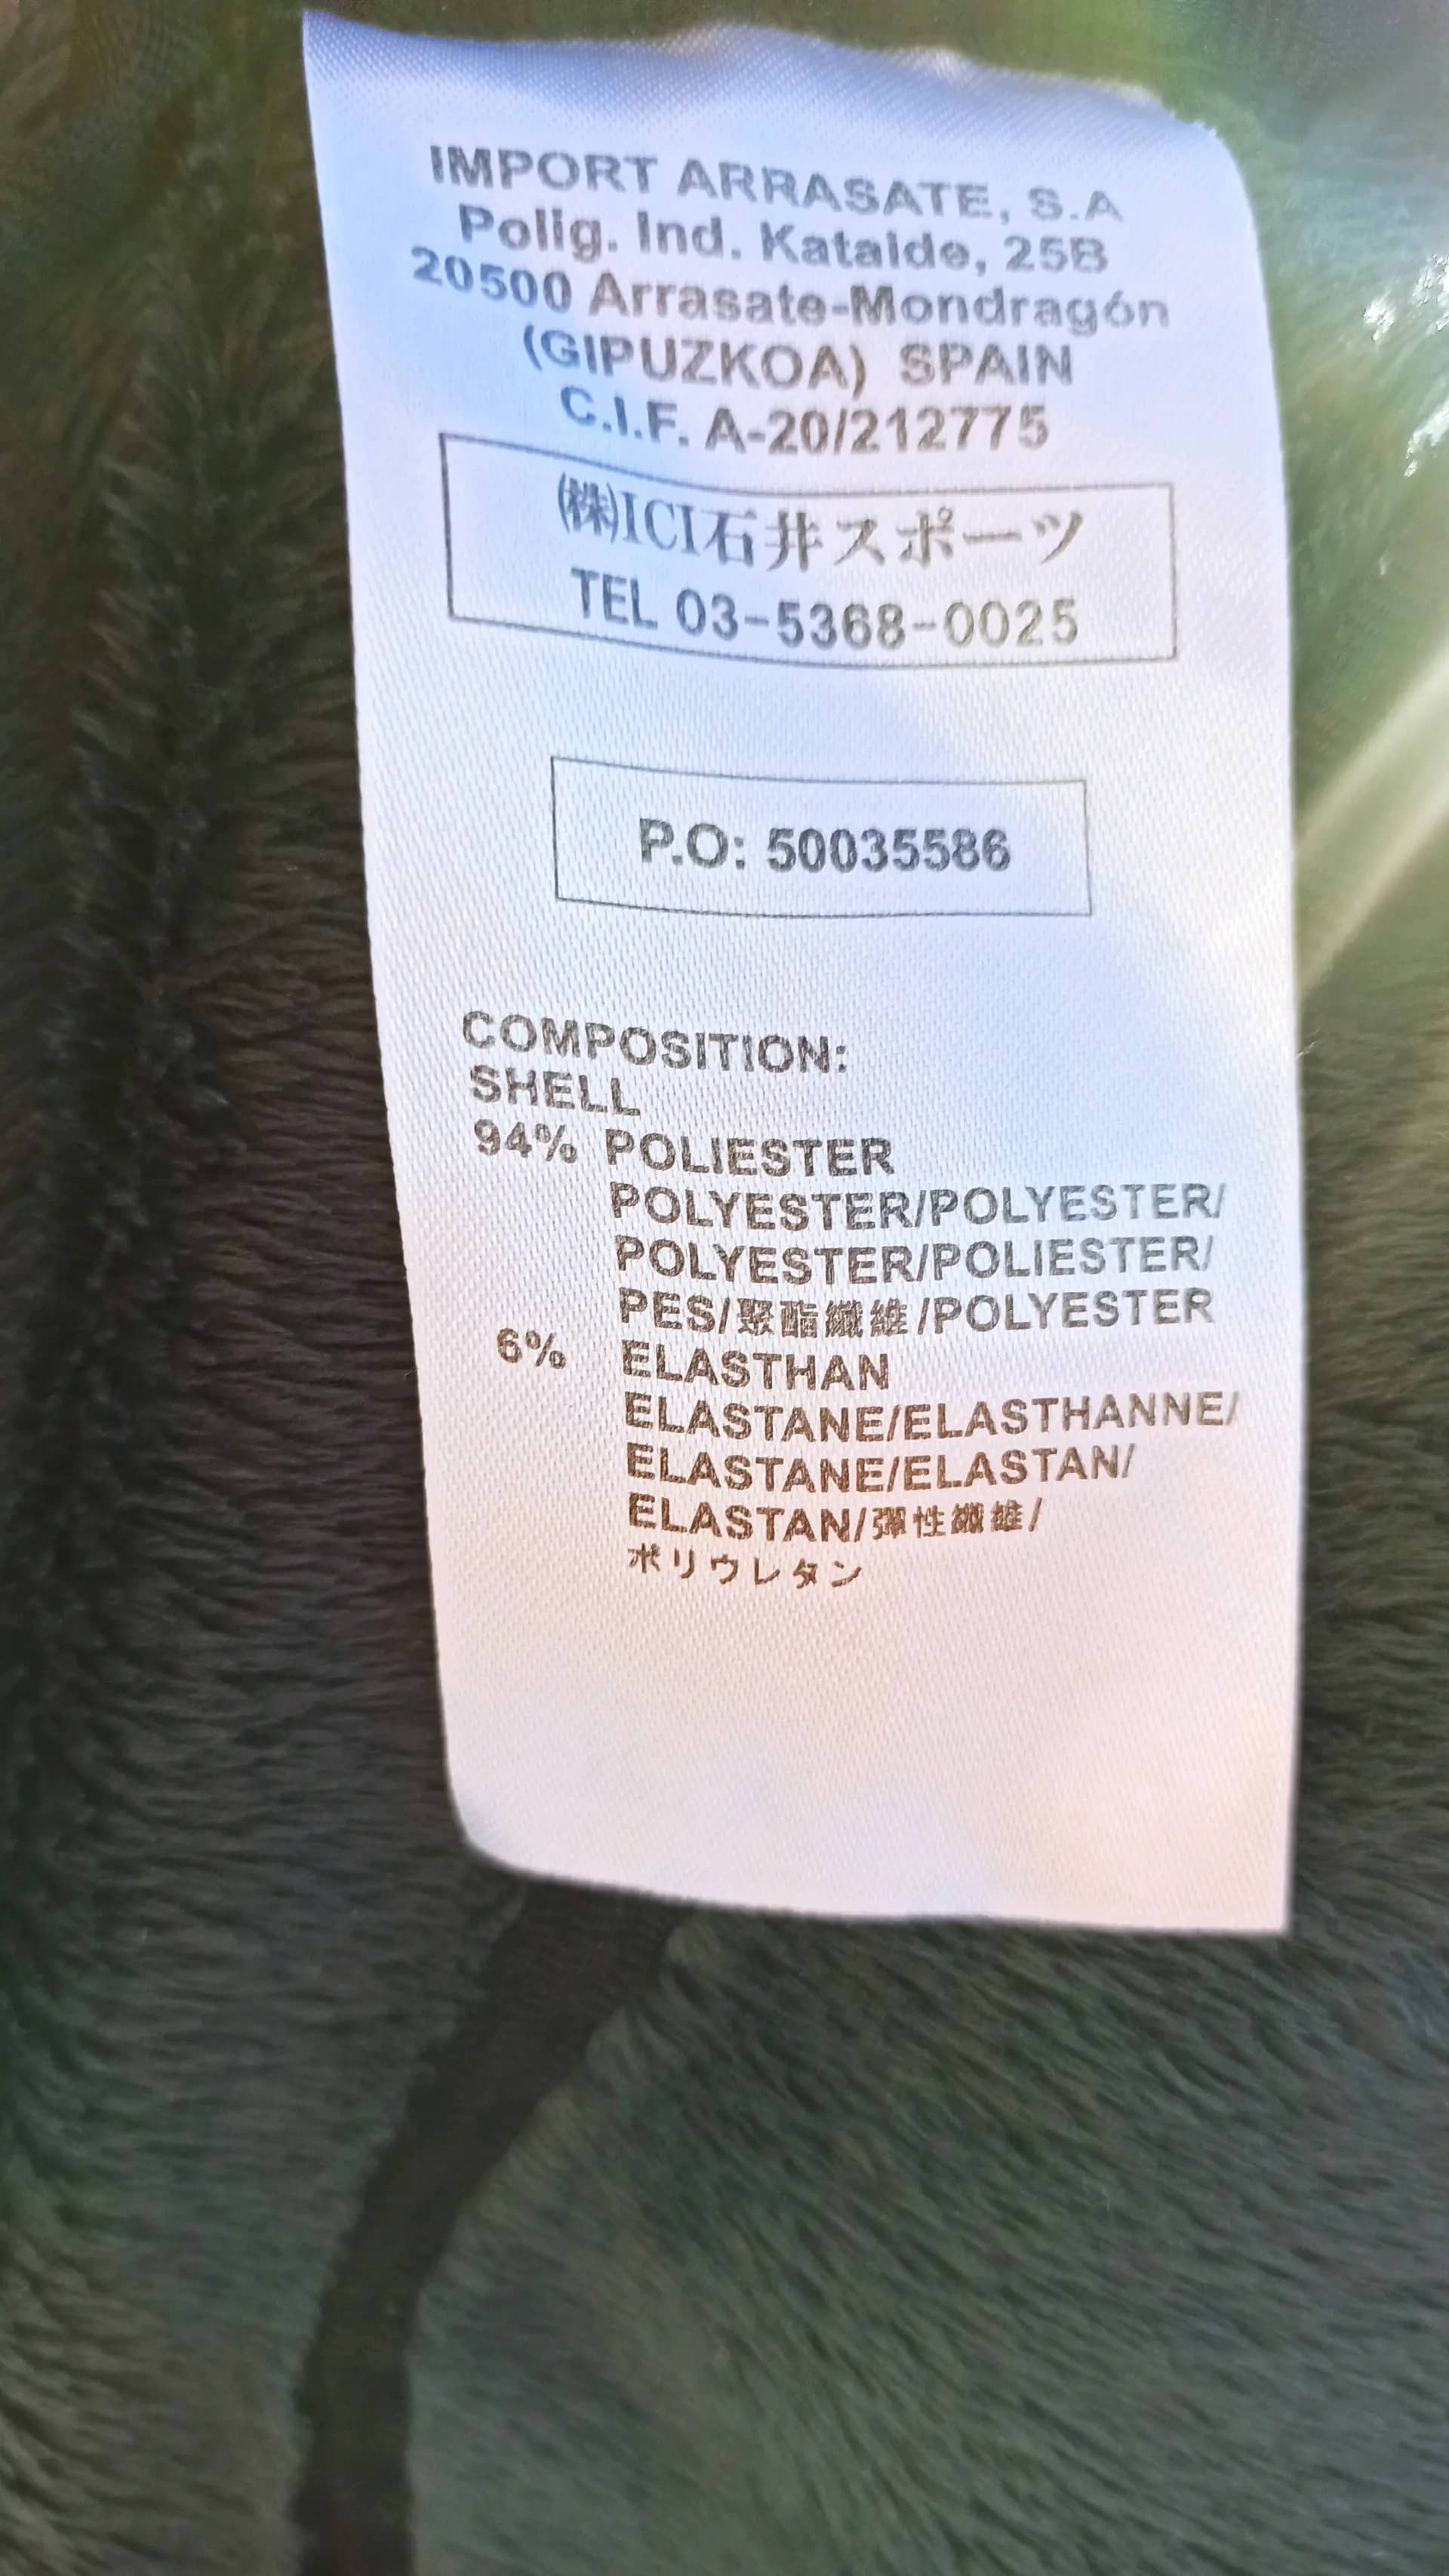 IMPORT ARRASATE, S.A
Polig. Ind. Kataide, 25B
20500 Arrasate-Mondragón
(GIPUZKOA) SPAIN
C.I.F. A-20/212775
㈱ICI石井スポーツ
TEL 03-5368-0025
P.O: 50035586
COMPOSITION:
SHELL
94% POLIESTER
POLYESTER/POLYESTER/
POLYESTER/POLIESTER/
PES/聚酯纖維/POLYESTER
6% ELASTHAN
ELASTANE/ELASTHANNE/
ELASTANE/ELASTAN/
ELASTAN/彈性纖維/
ポリウレタン